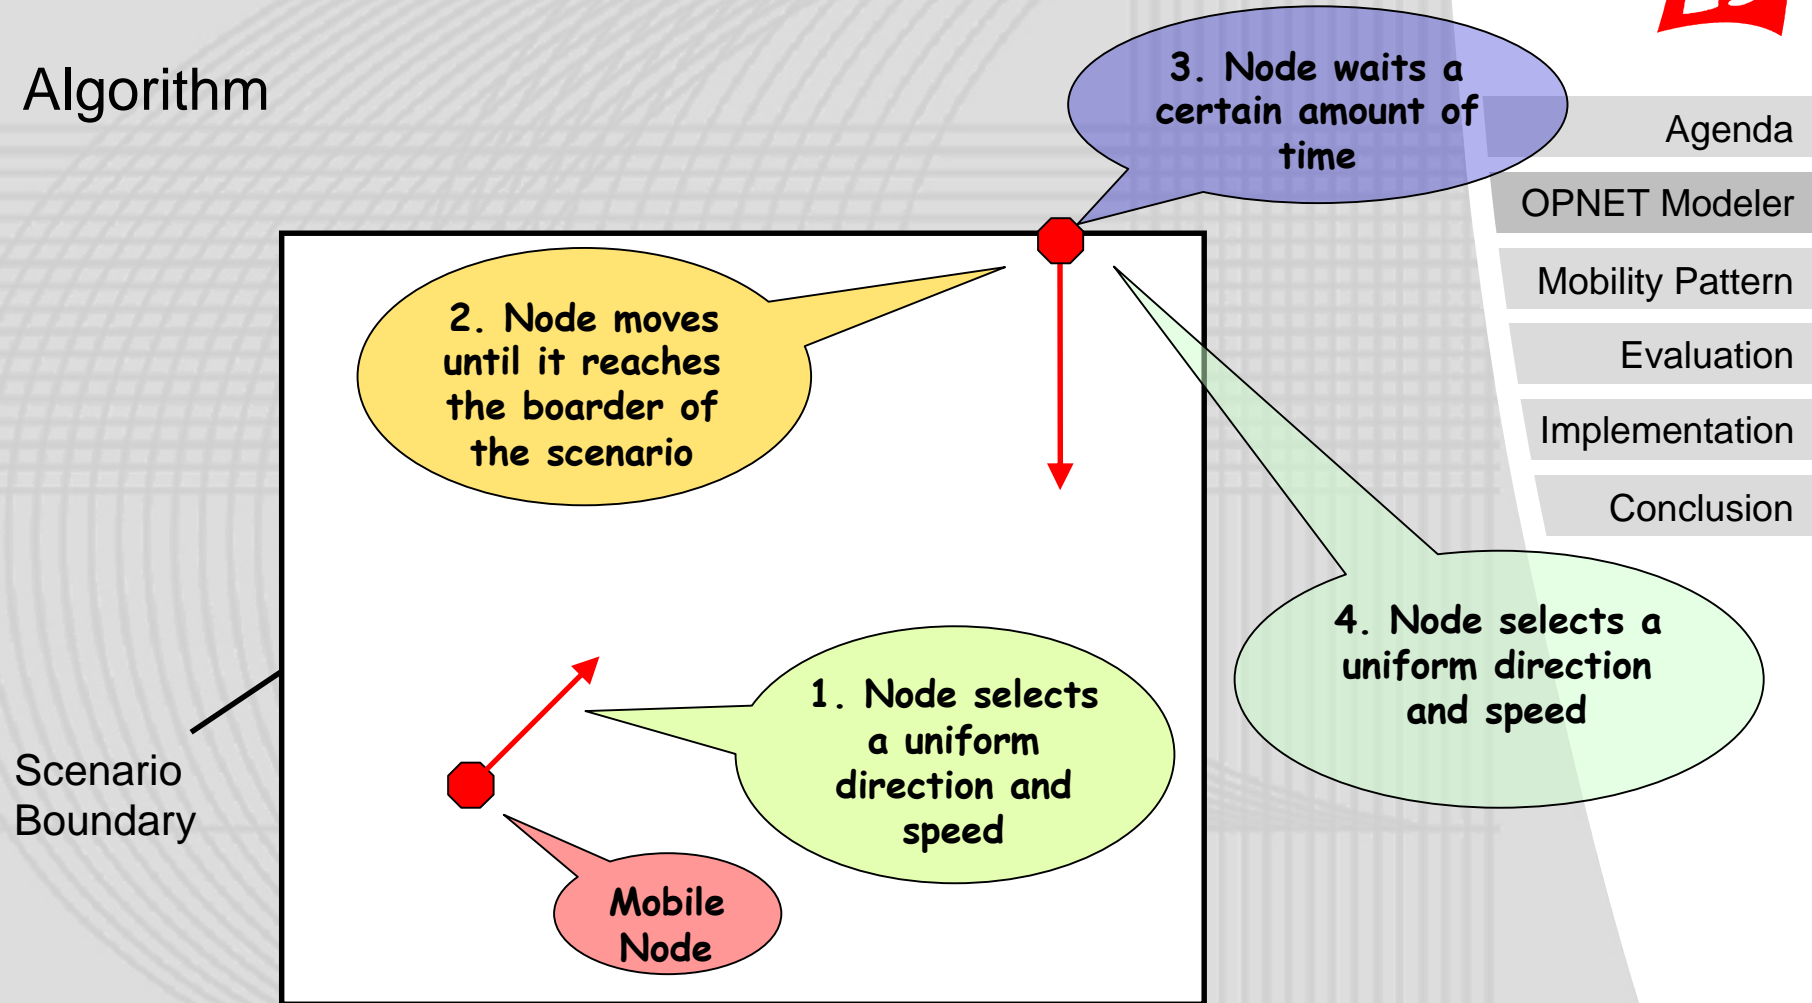 Algorithm
3. Node waits a
certain amount of
time
Agenda
OPNET Modeler
Mobility Pattern
Evaluation
Implementation
Conclusion
2. Node moves
until it reaches
the boarder of
the scenario
4. Node selects a
uniform direction
and speed
1. Node selects
a uniform
direction and
speed
Scenario
Boundary
Mobile
Node